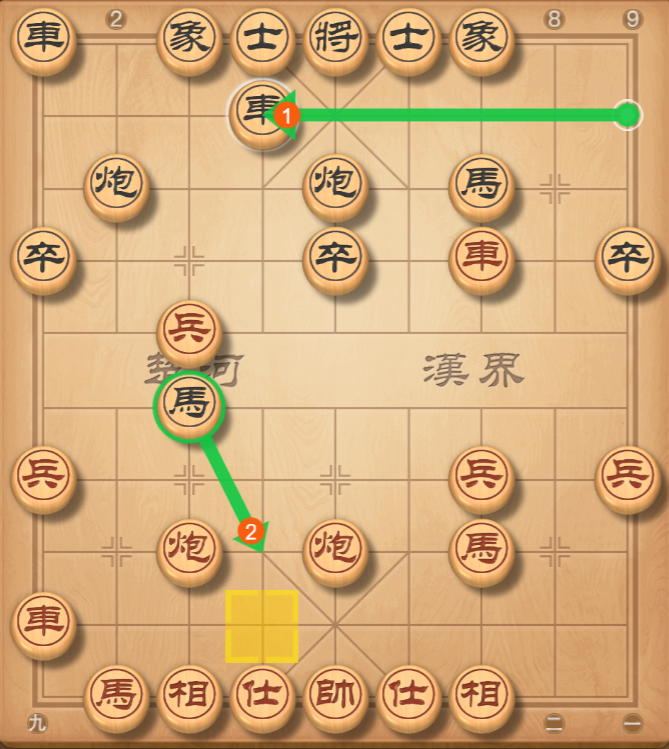 2 8 9
車 象 士 將 士 象
車 1
炮 炮 馬
卒 卒 車 卒
兵
楚河 漢界
馬
兵 兵 兵
2
炮 炮 馬
車
馬 相 仕 帥 仕 相
九 二 一